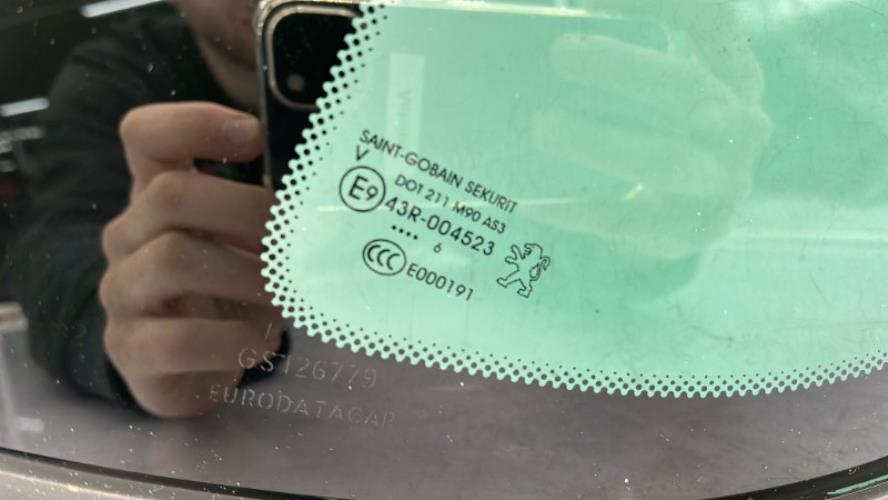 SAINT-GOBAIN SEKURIT
V
DOT 211 M90 AS3
E9 43R-004523
.... 6
CCC E000191
GST26779
EURODATACAR